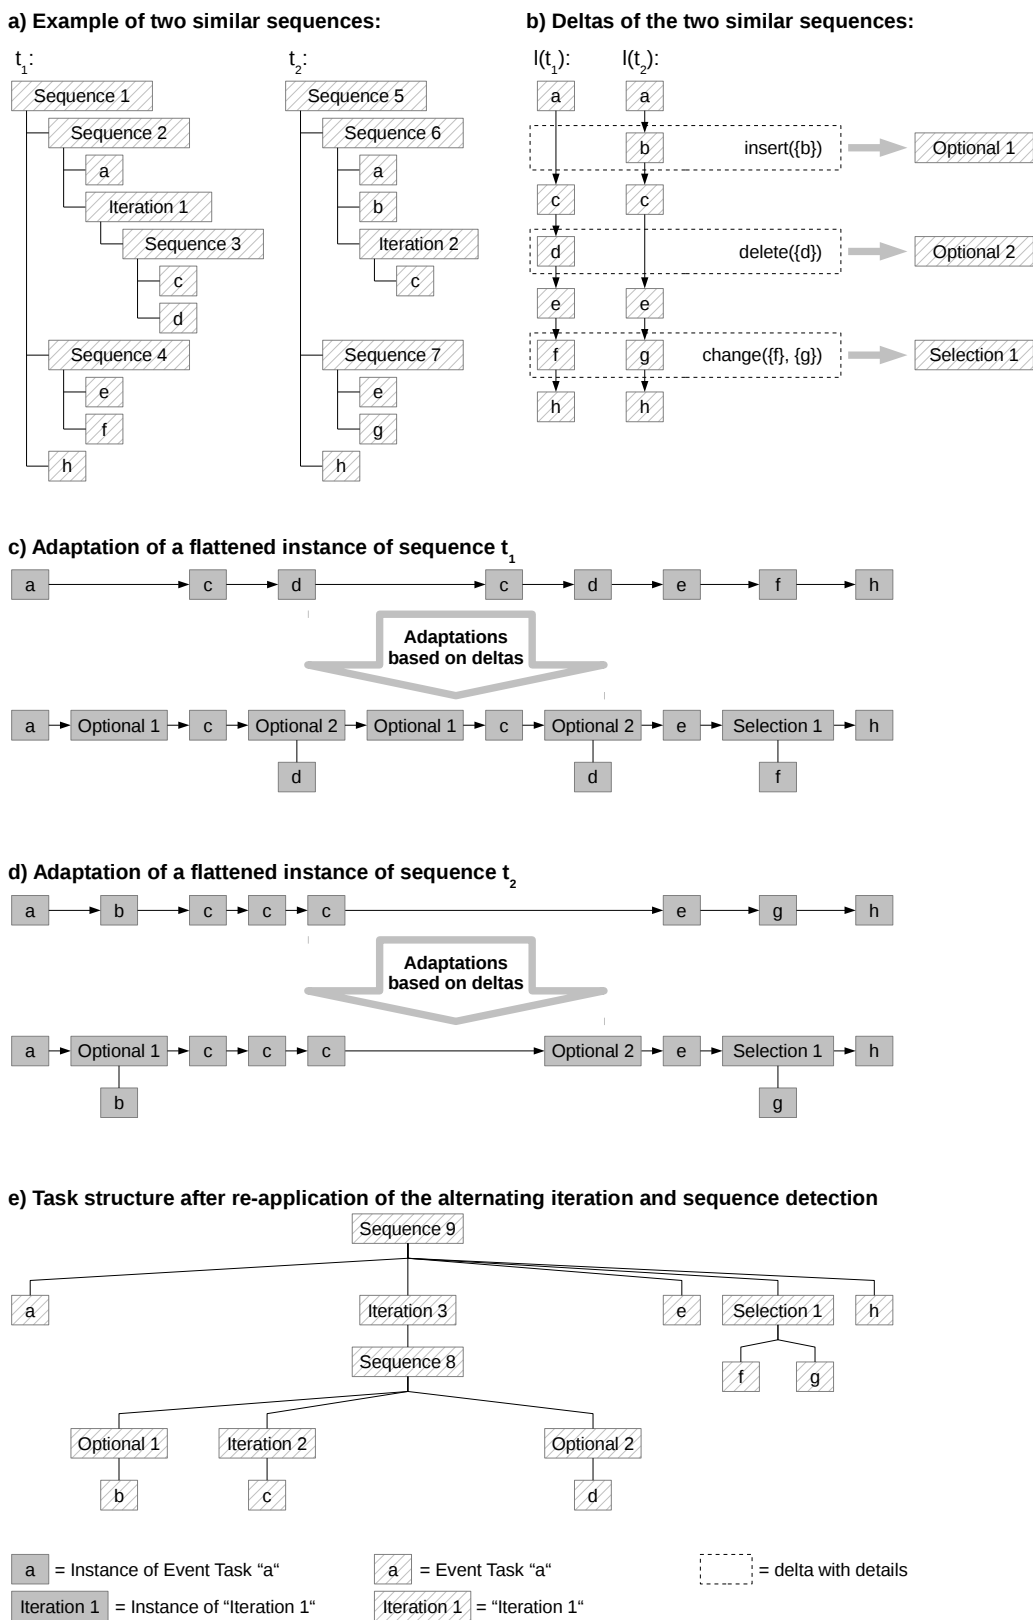 a) Example of two similar sequences:
t1:
t2:
Sequence 1
Sequence 5
Sequence 2
Sequence 6
a
a
Iteration 1
b
Sequence 3
Iteration 2
c
c
d
Sequence 4
Sequence 7
e
e
f
g
h
h
b) Deltas of the two similar sequences:
l(t1):
l(t2):
a
a
b
insert({b})
Optional 1
c
c
d
delete({d})
Optional 2
e
e
f
g
change({f}, {g})
Selection 1
h
h
c) Adaptation of a flattened instance of sequence t1
a
c
d
c
d
e
f
h
Adaptations
based on deltas
a
Optional 1
c
Optional 2
Optional 1
c
Optional 2
e
Selection 1
h
d
d
f
d) Adaptation of a flattened instance of sequence t2
a
b
c
c
c
e
g
h
Adaptations
based on deltas
a
Optional 1
c
c
c
Optional 2
e
Selection 1
h
b
g
e) Task structure after re-application of the alternating iteration and sequence detection
Sequence 9
a
Iteration 3
e
Selection 1
h
Sequence 8
f
g
Optional 1
Iteration 2
Optional 2
b
c
d
a
= Instance of Event Task “a“
a
= Event Task “a“
= delta with details
Iteration 1
= Instance of “Iteration 1“
Iteration 1
= “Iteration 1“